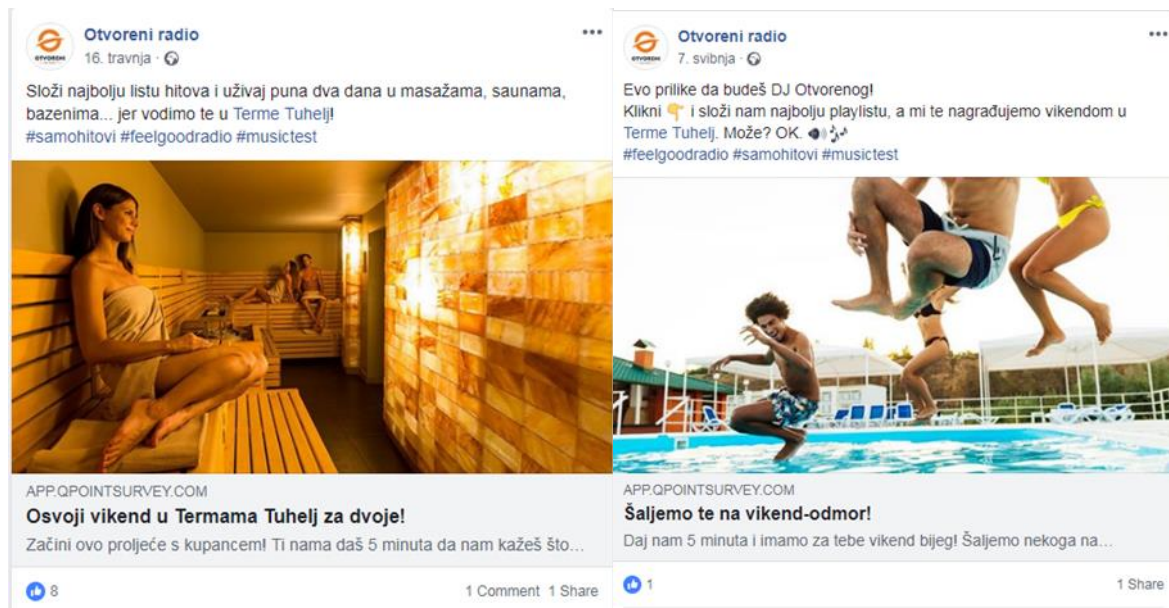 Otvoreni radio
16. travnja
Složi najbolju listu hitova i uživaj puna dva dana u masažama, saunama,
bazenima... jer vodimo te u Terme Tuhelj!
#samohitovi #feelgoodradio #musictest
APP.QPOINTSURVEY.COM
Osvoji vikend u Termama Tuhelj za dvoje!
Začini ovo proljeće s kupancem! Ti nama daš 5 minuta da nam kažeš što...
8
1 Comment 1 Share
Otvoreni radio
7. svibnja
Evo prilike da budeš DJ Otvorenog!
Klikni 👇 i složi nam najbolju playlistu, a mi te nagrađujemo vikendom u
Terme Tuhelj. Može? OK. 🔊🎶
#feelgoodradio #samohitovi #musictest
APP.QPOINTSURVEY.COM
Šaljemo te na vikend-odmor!
Daj nam 5 minuta i imamo za tebe vikend bijeg! Šaljemo nekoga na...
1
1 Share